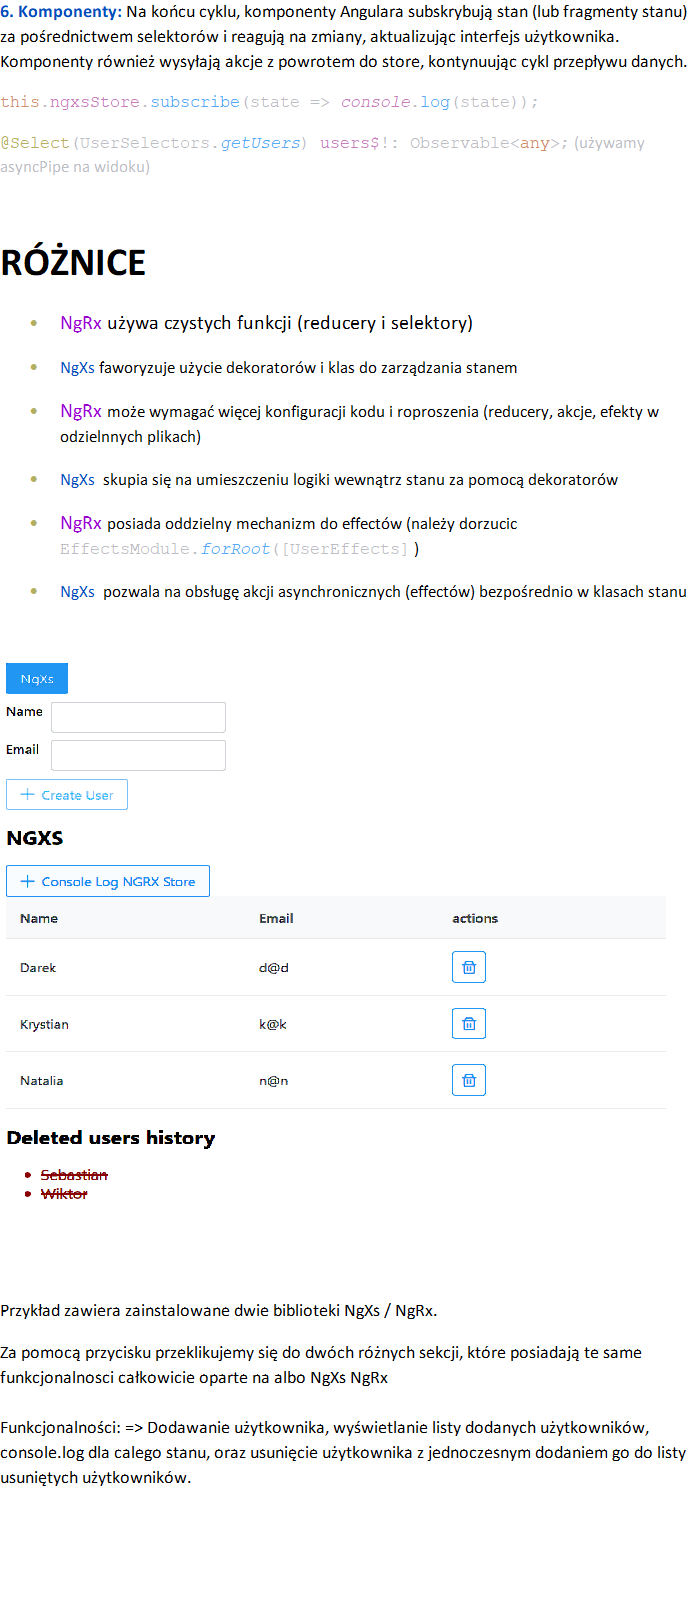 6. Komponenty: Na końcu cyklu, komponenty Angulara subskrybują stan (lub fragmenty stanu)
za pośrednictwem selektorów i reagują na zmiany, aktualizując interfejs użytkownika.
Komponenty również wysyłają akcje z powrotem do store, kontynuując cykl przepływu danych.
this.ngxsStore.subscribe(state => console.log(state));
@Select(UserSelectors.getUsers) users$!: Observable<any>; (używamy
asyncPipe na widoku)
RÓŻNICE
• NgRx używa czystych funkcji (reducery i selektory)
• NgXs faworyzuje użycie dekoratorów i klas do zarządzania stanem
• NgRx może wymagać więcej konfiguracji kodu i roproszenia (reducery, akcje, efekty w
odzielnnych plikach)
• NgXs skupia się na umieszczeniu logiki wewnątrz stanu za pomocą dekoratorów
• NgRx posiada oddzielny mechanizm do effectów (należy dorzucic
EffectsModule.forRoot([UserEffects] )
• NgXs pozwala na obsługę akcji asynchronicznych (effectów) bezpośrednio w klasach stanu
NgXs
Name
Email
+ Create User
NGXS
+ Console Log NGRX Store
Name Email actions
Darek d@d
Krystian k@k
Natalia n@n
Deleted users history
• Sebastian
• Wiktor
Przykład zawiera zainstalowane dwie biblioteki NgXs / NgRx.
Za pomocą przycisku przeklikujemy się do dwóch różnych sekcji, które posiadają te same
funkcjonalnosci całkowicie oparte na albo NgXs NgRx
Funkcjonalności: => Dodawanie użytkownika, wyświetlanie listy dodanych użytkowników,
console.log dla calego stanu, oraz usunięcie użytkownika z jednoczesnym dodaniem go do listy
usuniętych użytkowników.